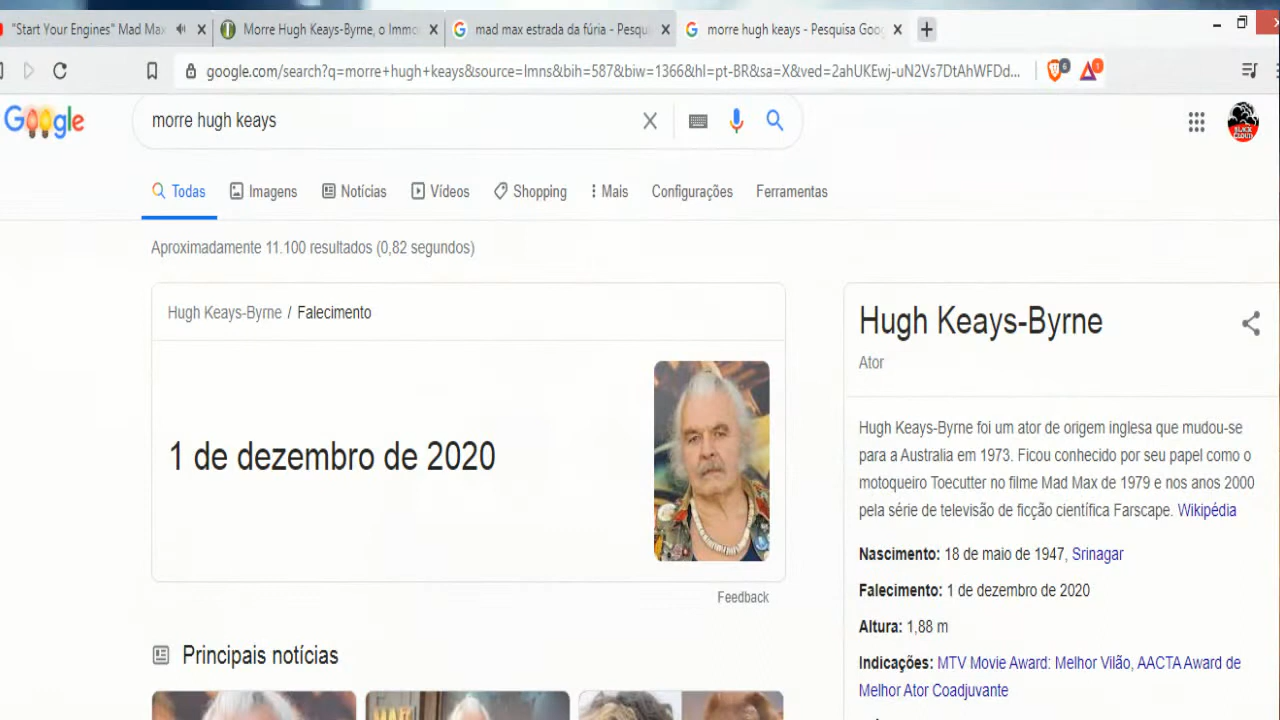 "Start Your Engines" Mad Max
Morre Hugh Keays-Byrne, o Immo
mad max estrada da fúria - Pesqu
morre hugh keays - Pesquisa Goog
google.com/search?q=morre+hugh+keays&source=lmns&bih=587&biw=1366&hl=pt-BR&sa=X&ved=2ahUKEwj-uN2Vs7DtAhWFDd...
6
1
Google
morre hugh keays
BLACK CLOUD
Todas
Imagens
Notícias
Vídeos
Shopping
Mais
Configurações
Ferramentas
Aproximadamente 11.100 resultados (0,82 segundos)
Hugh Keays-Byrne / Falecimento
1 de dezembro de 2020
Feedback
Principais notícias
Hugh Keays-Byrne
Ator
Hugh Keays-Byrne foi um ator de origem inglesa que mudou-se
para a Australia em 1973. Ficou conhecido por seu papel como o
motoqueiro Toecutter no filme Mad Max de 1979 e nos anos 2000
pela série de televisão de ficção científica Farscape. Wikipédia
Nascimento: 18 de maio de 1947, Srinagar
Falecimento: 1 de dezembro de 2020
Altura: 1,88 m
Indicações: MTV Movie Award: Melhor Vilão, AACTA Award de
Melhor Ator Coadjuvante